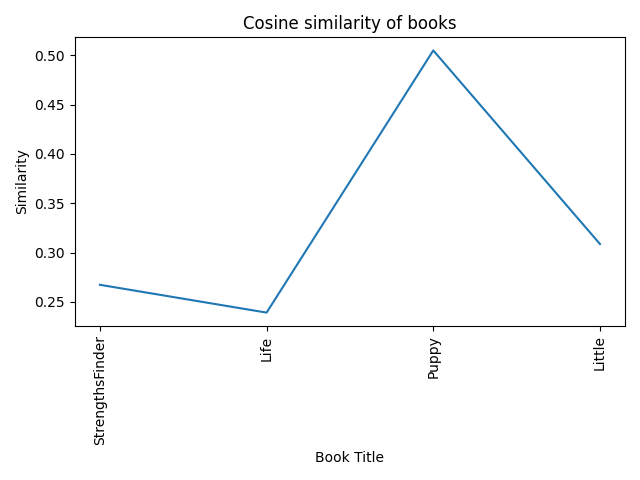 Cosine similarity of books
Similarity
0.50
0.45
0.40
0.35
0.30
0.25
StrengthsFinder
Life
Puppy
Little
Book Title